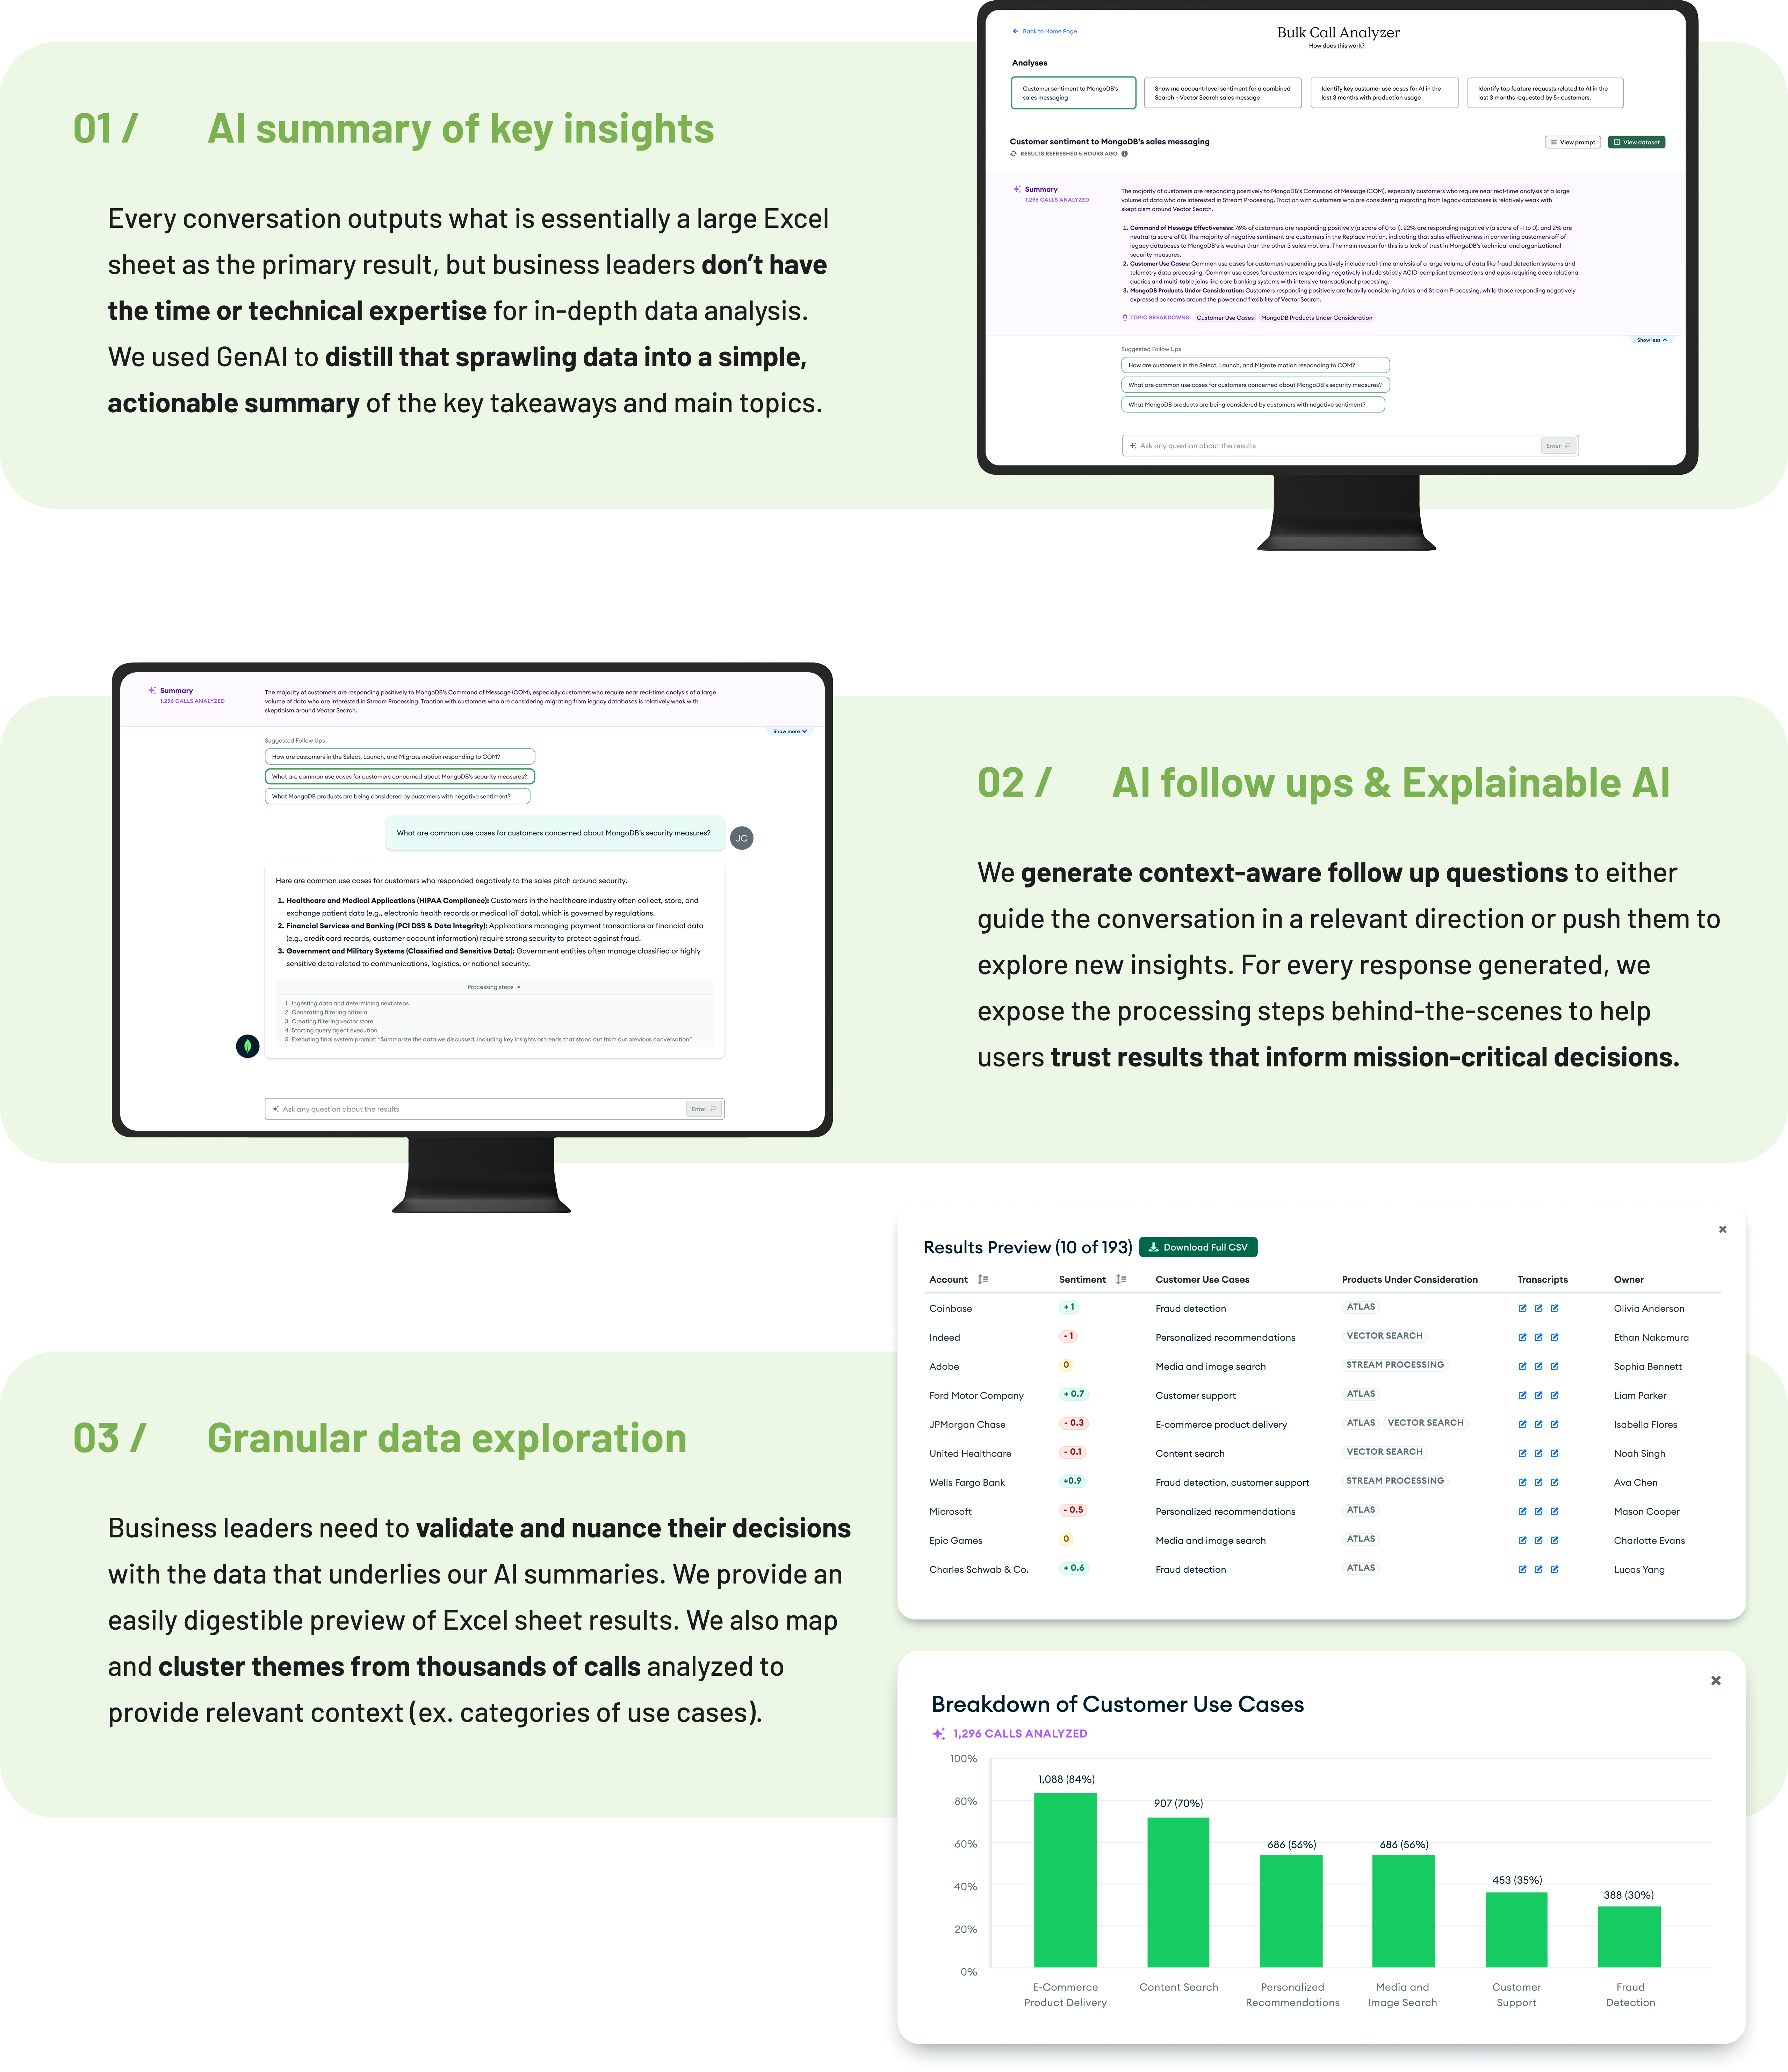 01 / AI summary of key insights
Every conversation outputs what is essentially a large Excel
sheet as the primary result, but business leaders don't have
the time or technical expertise for in-depth data analysis.
We used GenAI to distill that sprawling data into a simple,
actionable summary of the key takeaways and main topics.
Back to Home Page
Bulk Call Analyzer
How does this work?
Analyses
Customer sentiment to MongoDB's
sales messaging
Show me account-level sentiment for a combined
Search + Vector Search sales message
Identify key customer use cases for AI in the
last 3 months with production usage
Identify top feature requests related to AI in the
last 3 months requested by 5+ customers.
Customer sentiment to MongoDB's sales messaging
RESULTS REFRESHED 5 HOURS AGO
View prompt
View dataset
Summary
1,296 CALLS ANALYZED
The majority of customers are responding positively to MongoDB's Command of Message (COM), especially customers who require near real-time analysis of a large
volume of data who are interested in Stream Processing. Traction with customers who are considering migrating from legacy databases is relatively weak with
skepticism around Vector Search.
1. Command of Message Effectiveness: 76% of customers are responding positively (a score of 0 to 1), 22% are responding negatively (a score of -1 to 0), and 2% are
neutral (a score of 0). The majority of negative sentiment are customers in the Replace motion, indicating that sales effectiveness in converting customers off of
legacy databases to MongoDB's is weaker than the other 3 sales motions. The main reason for this is a lack of trust in MongoDB's technical and organizational
security measures.
2. Customer Use Cases: Common use cases for customers responding positively include real-time analysis of a large volume of data like fraud detection systems and
telemetry data processing. Common use cases for customers responding negatively include strictly ACID-compliant transactions and apps requiring deep relational
queries and multi-table joins like core banking systems with intensive transactional processing.
3. MongoDB Products Under Consideration: Customers responding positively are heavily considering Atlas and Stream Processing, while those responding negatively
expressed concerns around the power and flexibility of Vector Search.
TOPIC BREAKDOWNS: Customer Use Cases MongoDB Products Under Consideration
Show less
Suggested Follow Ups
How are customers in the Select, Launch, and Migrate motion responding to COM?
What are common use cases for customers concerned about MongoDB's security measures?
What MongoDB products are being considered by customers with negative sentiment?
Ask any question about the results
Enter
Summary
1,296 CALLS ANALYZED
The majority of customers are responding positively to MongoDB's Command of Message (COM), especially customers who require near real-time analysis of a large
volume of data who are interested in Stream Processing. Traction with customers who are considering migrating from legacy databases is relatively weak with
skepticism around Vector Search.
Show more
Suggested Follow Ups
How are customers in the Select, Launch, and Migrate motion responding to COM?
What are common use cases for customers concerned about MongoDB's security measures?
What MongoDB products are being considered by customers with negative sentiment?
What are common use cases for customers concerned about MongoDB's security measures?
JC
Here are common use cases for customers who responded negatively to the sales pitch around security.
1. Healthcare and Medical Applications (HIPAA Compliance): Customers in the healthcare industry often collect, store, and
exchange patient data (e.g., electronic health records or medical IoT data), which is governed by regulations.
2. Financial Services and Banking (PCI DSS & Data Integrity): Applications managing payment transactions or financial data
(e.g., credit card records, customer account information) require strong security to protect against fraud.
3. Government and Military Systems (Classified and Sensitive Data): Government entities often manage classified or highly
sensitive data related to communications, logistics, or national security.
Processing steps
1. Ingesting data and determining next steps
2. Generating filtering criteria
3. Creating filtering vector store
4. Starting query agent execution
5. Executing final system prompt: "Summarize the data we discussed, including key insights or trends that stand out from our previous conversation"
Ask any question about the results
Enter
02 / AI follow ups & Explainable AI
We generate context-aware follow up questions to either
guide the conversation in a relevant direction or push them to
explore new insights. For every response generated, we
expose the processing steps behind-the-scenes to help
users trust results that inform mission-critical decisions.
03 / Granular data exploration
Business leaders need to validate and nuance their decisions
with the data that underlies our AI summaries. We provide an
easily digestible preview of Excel sheet results. We also map
and cluster themes from thousands of calls analyzed to
provide relevant context (ex. categories of use cases).
Results Preview (10 of 193) Download Full CSV
Account Sentiment Customer Use Cases Products Under Consideration Transcripts Owner
Coinbase + 1 Fraud detection ATLAS Olivia Anderson
Indeed - 1 Personalized recommendations VECTOR SEARCH Ethan Nakamura
Adobe 0 Media and image search STREAM PROCESSING Sophia Bennett
Ford Motor Company + 0.7 Customer support ATLAS Liam Parker
JPMorgan Chase - 0.3 E-commerce product delivery ATLAS VECTOR SEARCH Isabella Flores
United Healthcare - 0.1 Content search VECTOR SEARCH Noah Singh
Wells Fargo Bank +0.9 Fraud detection, customer support STREAM PROCESSING Ava Chen
Microsoft - 0.5 Personalized recommendations ATLAS Mason Cooper
Epic Games 0 Media and image search ATLAS Charlotte Evans
Charles Schwab & Co. + 0.6 Fraud detection ATLAS Lucas Yang
Breakdown of Customer Use Cases
1,296 CALLS ANALYZED
100%
80%
60%
40%
20%
0%
1,088 (84%)
907 (70%)
686 (56%)
686 (56%)
453 (35%)
388 (30%)
E-Commerce
Product Delivery
Content Search
Personalized
Recommendations
Media and
Image Search
Customer
Support
Fraud
Detection